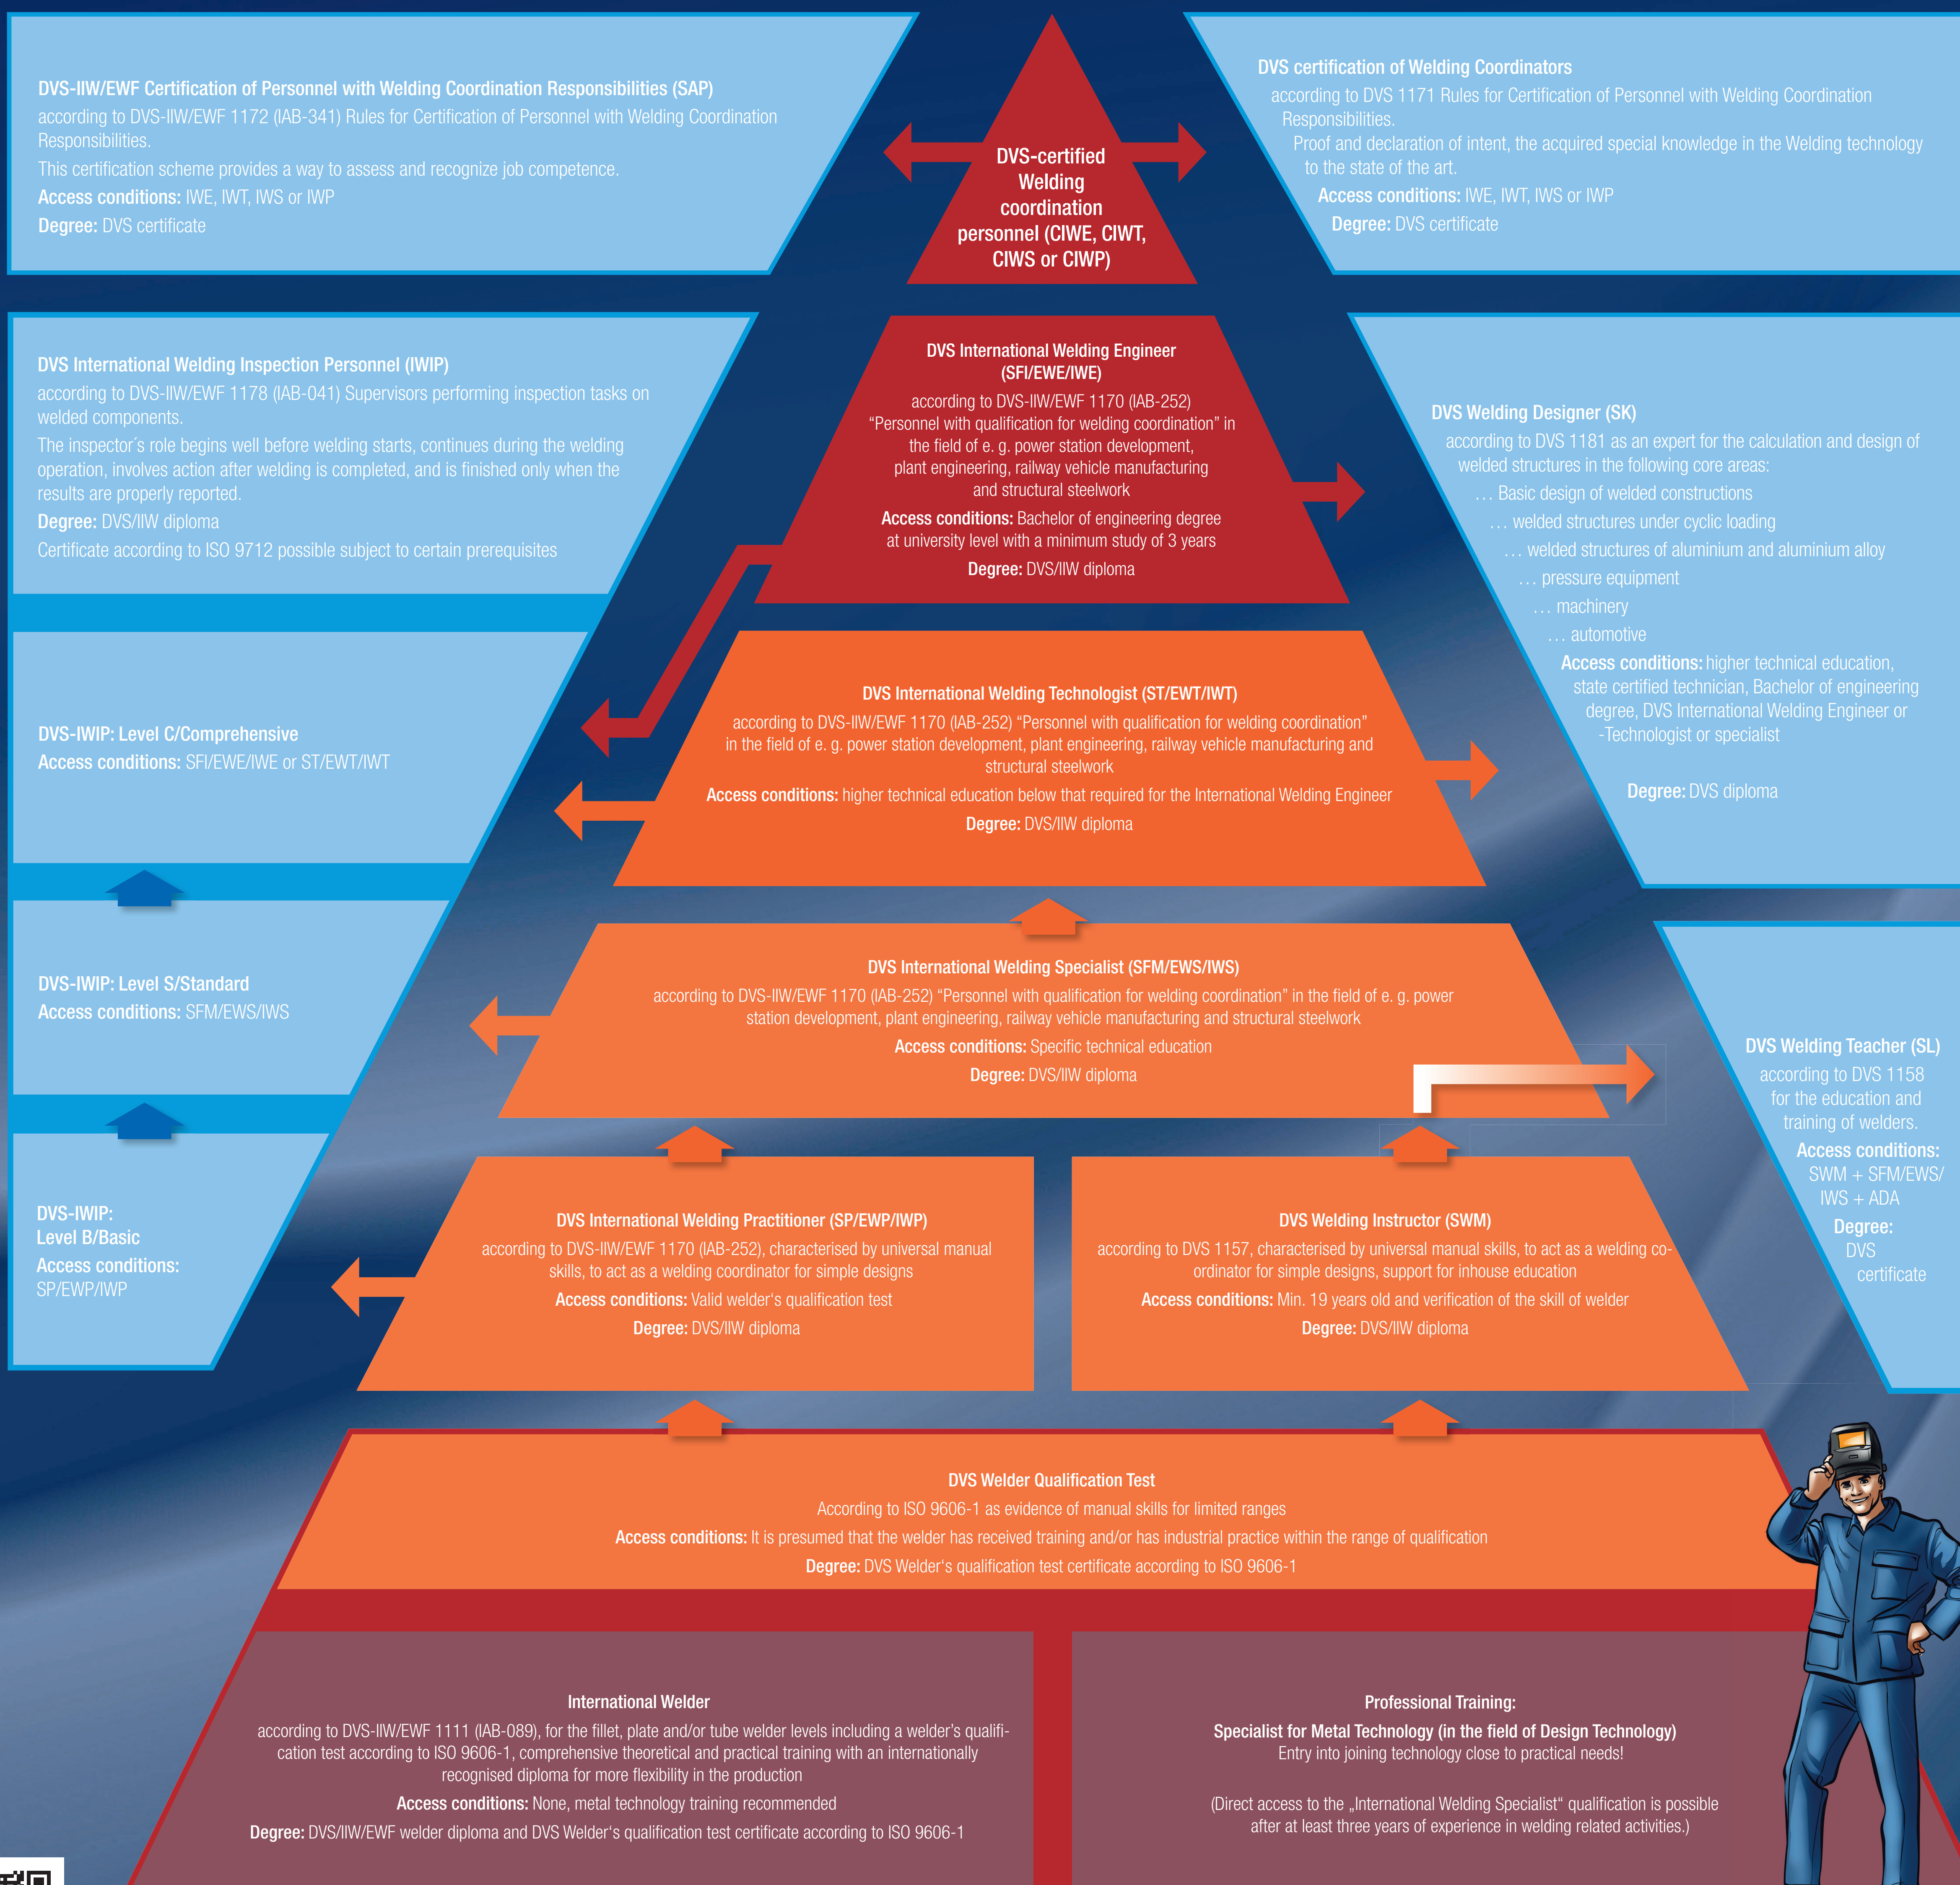 DVS-IIW/EWF Certification of Personnel with Welding Coordination Responsibilities (SAP)
according to DVS-IIW/EWF 1172 (IAB-341) Rules for Certification of Personnel with Welding Coordination
Responsibilities.
This certification scheme provides a way to assess and recognize job competence.
Access conditions: IWE, IWT, IWS or IWP
Degree: DVS certificate
DVS-certified
Welding
coordination
personnel (CIWE, CIWT,
CIWS or CIWP)
DVS certification of Welding Coordinators
according to DVS 1171 Rules for Certification of Personnel with Welding Coordination
Responsibilities.
Proof and declaration of intent, the acquired special knowledge in the Welding technology
to the state of the art.
Access conditions: IWE, IWT, IWS or IWP
Degree: DVS certificate
DVS International Welding Inspection Personnel (IWIP)
according to DVS-IIW/EWF 1178 (IAB-041) Supervisors performing inspection tasks on
welded components.
The inspector´s role begins well before welding starts, continues during the welding
operation, involves action after welding is completed, and is finished only when the
results are properly reported.
Degree: DVS/IIW diploma
Certificate according to ISO 9712 possible subject to certain prerequisites
DVS International Welding Engineer
(SFI/EWE/IWE)
according to DVS-IIW/EWF 1170 (IAB-252)
“Personnel with qualification for welding coordination” in
the field of e. g. power station development,
plant engineering, railway vehicle manufacturing
and structural steelwork
Access conditions: Bachelor of engineering degree
at university level with a minimum study of 3 years
Degree: DVS/IIW diploma
DVS Welding Designer (SK)
according to DVS 1181 as an expert for the calculation and design of
welded structures in the following core areas:
… Basic design of welded constructions
… welded structures under cyclic loading
… welded structures of aluminium and aluminium alloy
… pressure equipment
… machinery
… automotive
Access conditions: higher technical education,
state certified technician, Bachelor of engineering
degree, DVS International Welding Engineer or
-Technologist or specialist
Degree: DVS diploma
DVS-IWIP: Level C/Comprehensive
Access conditions: SFI/EWE/IWE or ST/EWT/IWT
DVS International Welding Technologist (ST/EWT/IWT)
according to DVS-IIW/EWF 1170 (IAB-252) “Personnel with qualification for welding coordination”
in the field of e. g. power station development, plant engineering, railway vehicle manufacturing and
structural steelwork
Access conditions: higher technical education below that required for the International Welding Engineer
Degree: DVS/IIW diploma
DVS-IWIP: Level S/Standard
Access conditions: SFM/EWS/IWS
DVS International Welding Specialist (SFM/EWS/IWS)
according to DVS-IIW/EWF 1170 (IAB-252) “Personnel with qualification for welding coordination” in the field of e. g. power
station development, plant engineering, railway vehicle manufacturing and structural steelwork
Access conditions: Specific technical education
Degree: DVS/IIW diploma
DVS Welding Teacher (SL)
according to DVS 1158
for the education and
training of welders.
Access conditions:
SWM + SFM/EWS/
IWS + ADA
Degree:
DVS
certificate
DVS-IWIP:
Level B/Basic
Access conditions:
SP/EWP/IWP
DVS International Welding Practitioner (SP/EWP/IWP)
according to DVS-IIW/EWF 1170 (IAB-252), characterised by universal manual
skills, to act as a welding coordinator for simple designs
Access conditions: Valid welder‘s qualification test
Degree: DVS/IIW diploma
DVS Welding Instructor (SWM)
according to DVS 1157, characterised by universal manual skills, to act as a welding co-
ordinator for simple designs, support for inhouse education
Access conditions: Min. 19 years old and verification of the skill of welder
Degree: DVS/IIW diploma
DVS Welder Qualification Test
According to ISO 9606-1 as evidence of manual skills for limited ranges
Access conditions: It is presumed that the welder has received training and/or has industrial practice within the range of qualification
Degree: DVS Welder‘s qualification test certificate according to ISO 9606-1
International Welder
according to DVS-IIW/EWF 1111 (IAB-089), for the fillet, plate and/or tube welder levels including a welder’s qualifi-
cation test according to ISO 9606-1, comprehensive theoretical and practical training with an internationally
recognised diploma for more flexibility in the production
Access conditions: None, metal technology training recommended
Degree: DVS/IIW/EWF welder diploma and DVS Welder‘s qualification test certificate according to ISO 9606-1
Professional Training:
Specialist for Metal Technology (in the field of Design Technology)
Entry into joining technology close to practical needs!
(Direct access to the „International Welding Specialist“ qualification is possible
after at least three years of experience in welding related activities.)